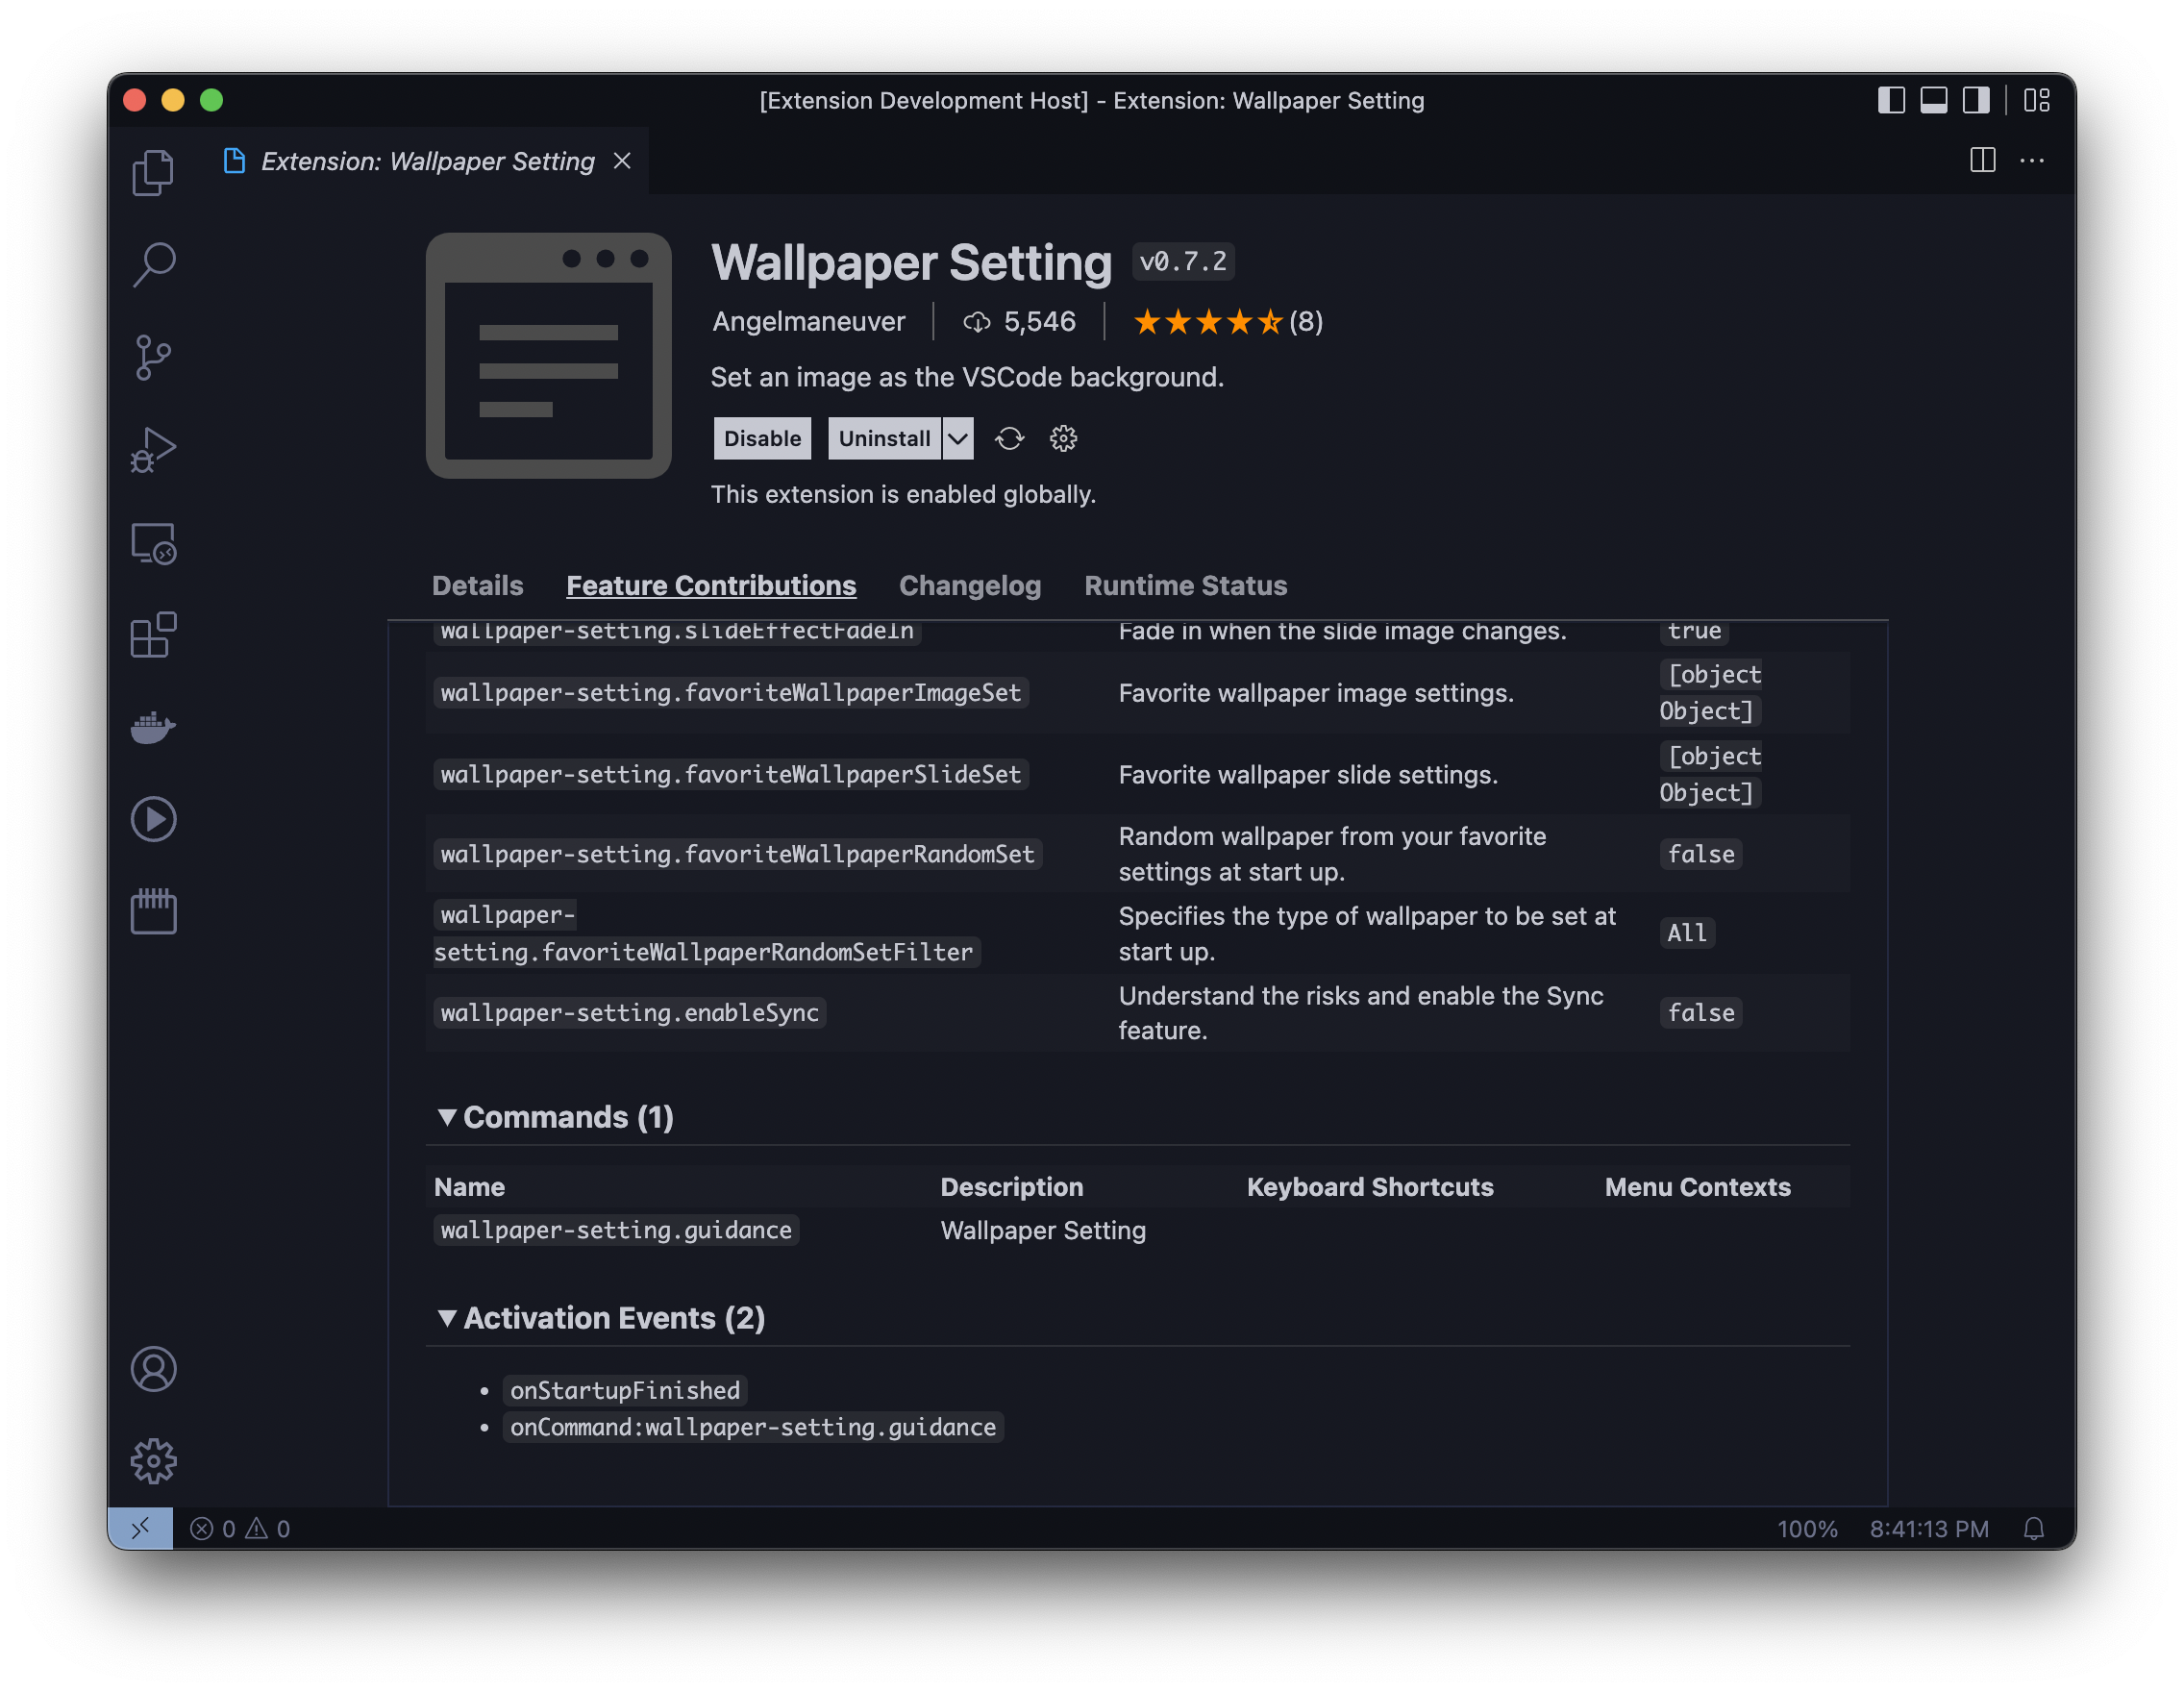 [Extension Development Host] - Extension: Wallpaper Setting
Extension: Wallpaper Setting
Wallpaper Setting v0.7.2
Angelmaneuver 5,546 (8)
Set an image as the VSCode background.
Disable Uninstall
This extension is enabled globally.
Details Feature Contributions Changelog Runtime Status
wallpaper-setting.slideEffectFadeIn Fade in when the slide image changes. true
wallpaper-setting.favoriteWallpaperImageSet Favorite wallpaper image settings. [object
Object]
wallpaper-setting.favoriteWallpaperSlideSet Favorite wallpaper slide settings. [object
Object]
wallpaper-setting.favoriteWallpaperRandomSet Random wallpaper from your favorite
settings at start up. false
wallpaper-
setting.favoriteWallpaperRandomSetFilter Specifies the type of wallpaper to be set at
start up. All
wallpaper-setting.enableSync Understand the risks and enable the Sync
feature. false
Commands (1)
Name Description Keyboard Shortcuts Menu Contexts
wallpaper-setting.guidance Wallpaper Setting
Activation Events (2)
• onStartupFinished
• onCommand:wallpaper-setting.guidance
0 0 100% 8:41:13 PM